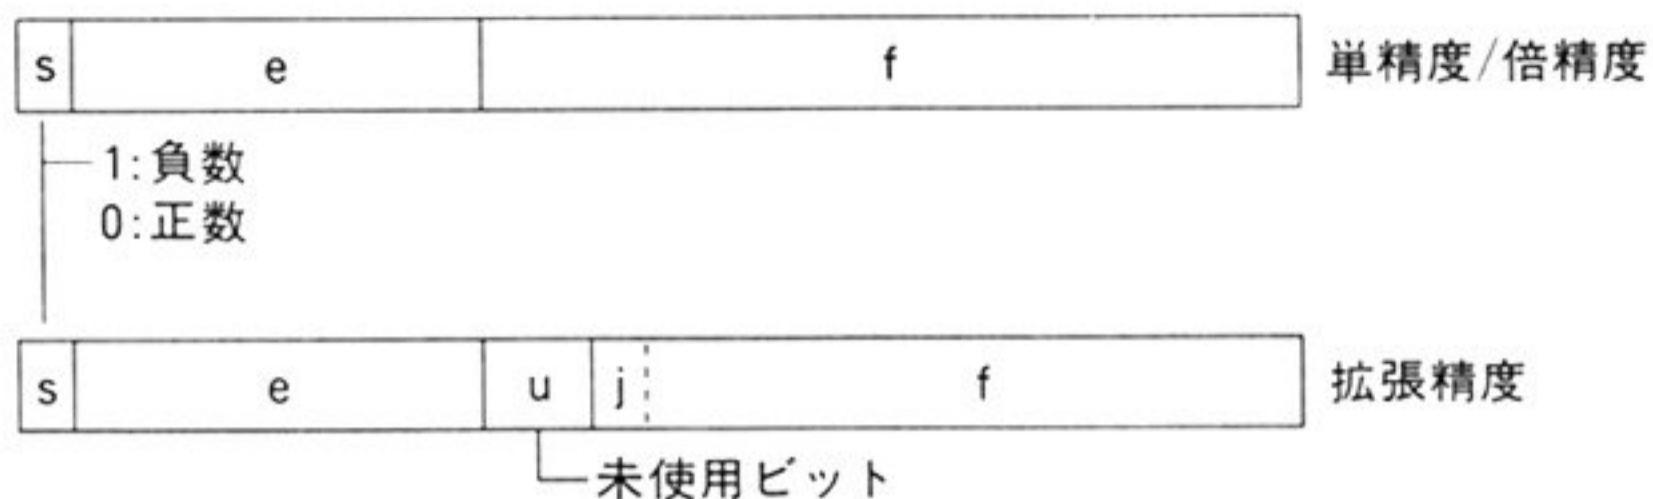 s e f 単精度/倍精度
1:負数
0:正数
s e u j f 拡張精度
未使用ビット